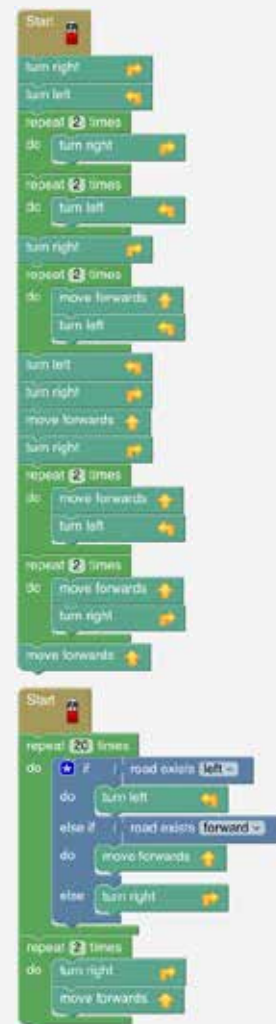 Start
turn right
turn left
repeat 2 times
do turn right
repeat 2 times
do turn left
turn right
repeat 2 times
do move forwards
turn left
turn left
turn right
move forwards
turn right
repeat 2 times
do move forwards
turn left
repeat 2 times
do move forwards
turn right
move forwards
Start
repeat 20 times
do if road exists left
do turn left
else if road exists forward
do move forwards
else turn right
repeat 2 times
do turn right
move forwards